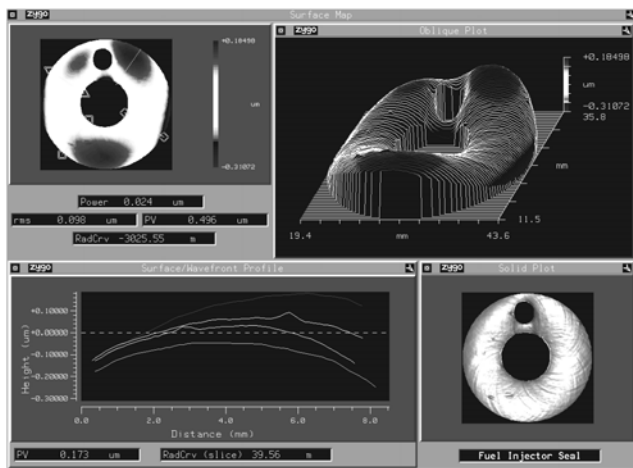 zygo Surface Map
+0.18498
um
-0.31072
Power 0.024 um
rms 0.098 um PV 0.496 um
RadCrv -3025.55 m
zygo Oblique Plot
+0.18498
um
-0.31072
35.8
mm
11.5
19.4 mm 43.6
zygo Surface/Wavefront Profile
Height (um)
+0.10000
+0.00000
-0.10000
-0.20000
-0.30000
0.0 2.0 4.0 6.0 8.0
Distance (mm)
PV 0.173 um RadCrv (slice) 39.56 m
zygo Solid Plot
Fuel Injector Seal